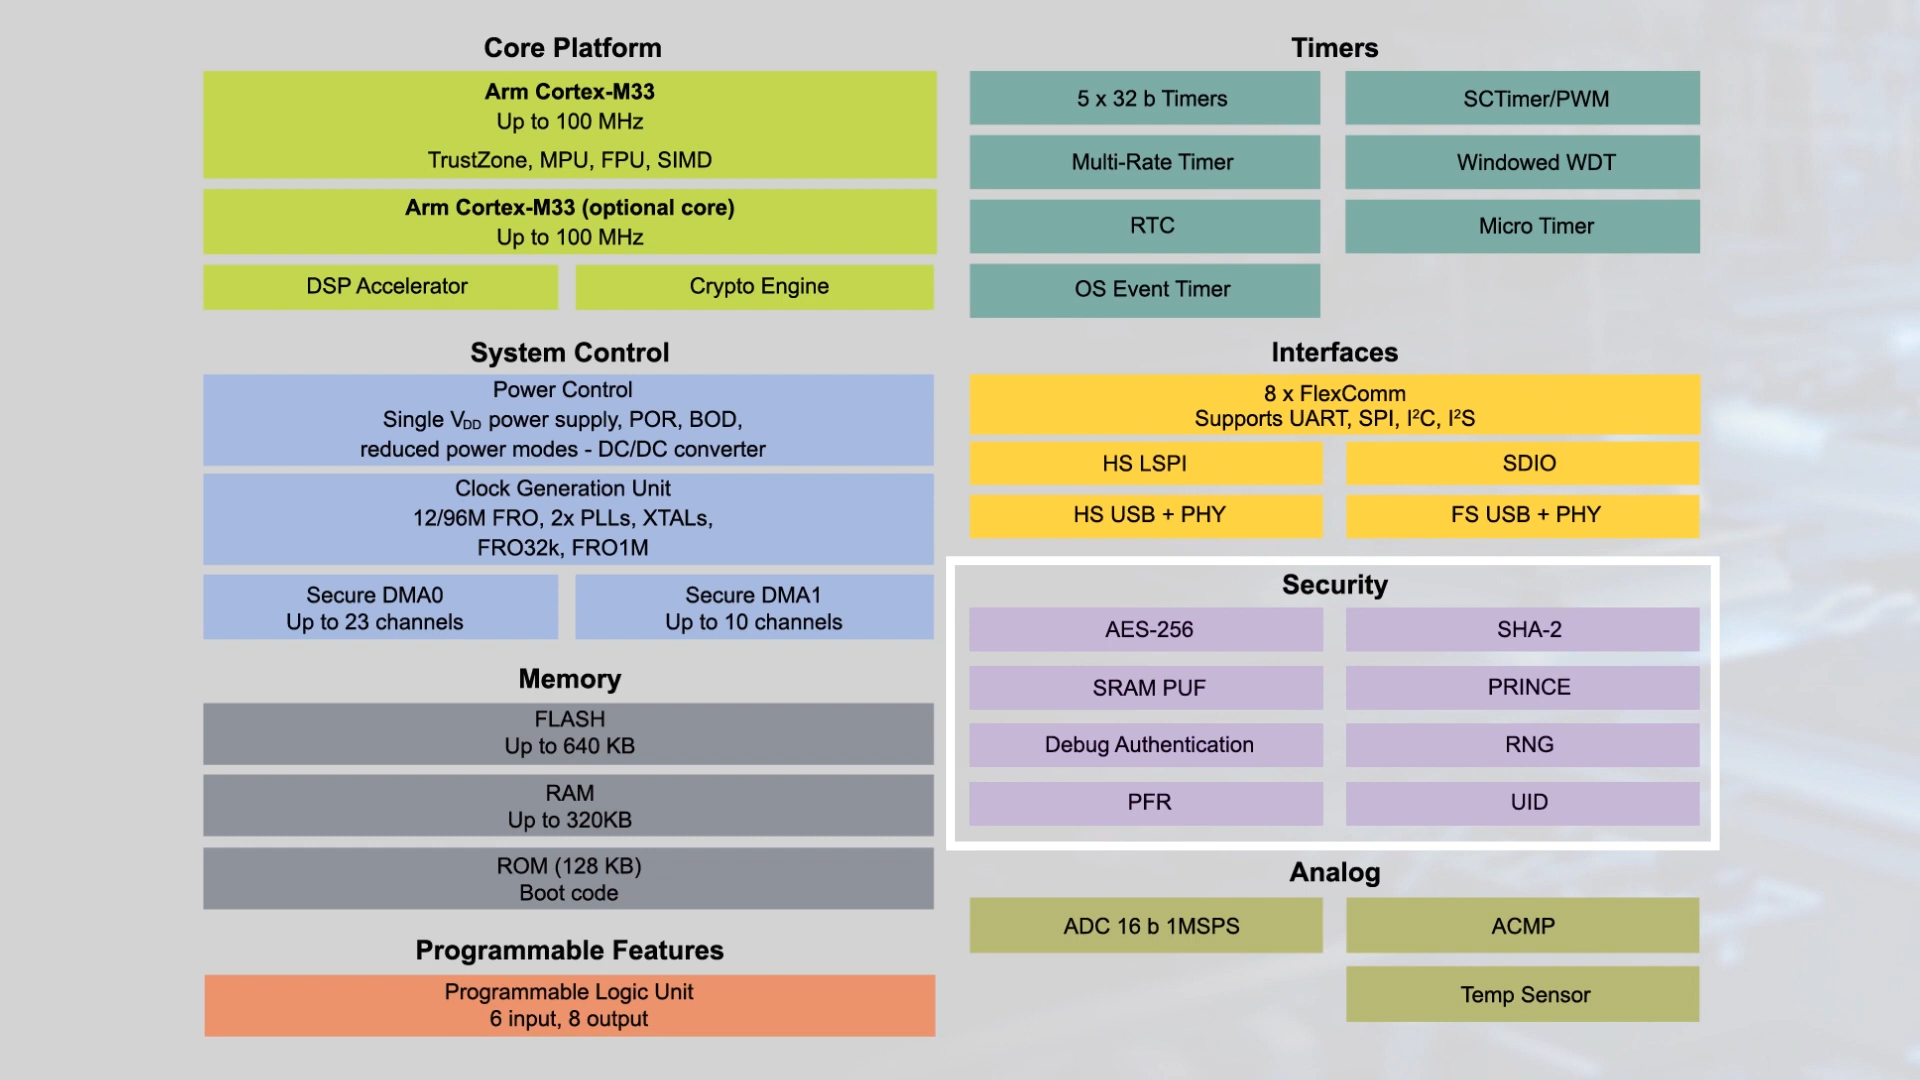 Core Platform
Arm Cortex-M33
Up to 100 MHz
TrustZone, MPU, FPU, SIMD
Arm Cortex-M33 (optional core)
Up to 100 MHz
DSP Accelerator
Crypto Engine
System Control
Power Control
Single VDD power supply, POR, BOD,
reduced power modes - DC/DC converter
Clock Generation Unit
12/96M FRO, 2x PLLs, XTALs,
FRO32k, FRO1M
Secure DMA0
Up to 23 channels
Secure DMA1
Up to 10 channels
Memory
FLASH
Up to 640 KB
RAM
Up to 320KB
ROM (128 KB)
Boot code
Programmable Features
Programmable Logic Unit
6 input, 8 output
Timers
5 x 32 b Timers
SCTimer/PWM
Multi-Rate Timer
Windowed WDT
RTC
Micro Timer
OS Event Timer
Interfaces
8 x FlexComm
Supports UART, SPI, I²C, I²S
HS LSPI
SDIO
HS USB + PHY
FS USB + PHY
Security
AES-256
SHA-2
SRAM PUF
PRINCE
Debug Authentication
RNG
PFR
UID
Analog
ADC 16 b 1MSPS
ACMP
Temp Sensor